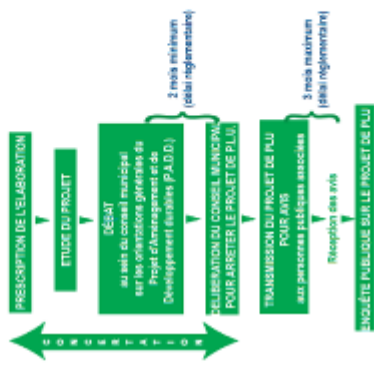 PRESCRIPTION DE L'ELABORATION
ETUDE DU PROJET
DÉBAT
au sein du conseil municipal
sur les orientations générales du
Projet d'Aménagement et de
Développement durables (P.A.D.D.)
2 mois minimum
(délai réglementaire)
DELIBERATION DU CONSEIL MUNICIPAL
POUR ARRETER LE PROJET DE P.L.U.
TRANSMISSION DU PROJET DE PLU
POUR AVIS
aux personnes publiques associées
3 mois maximum
(délai réglementaire)
Réception des avis
ENQUÊTE PUBLIQUE SUR LE PROJET DE PLU
CONCERTATION